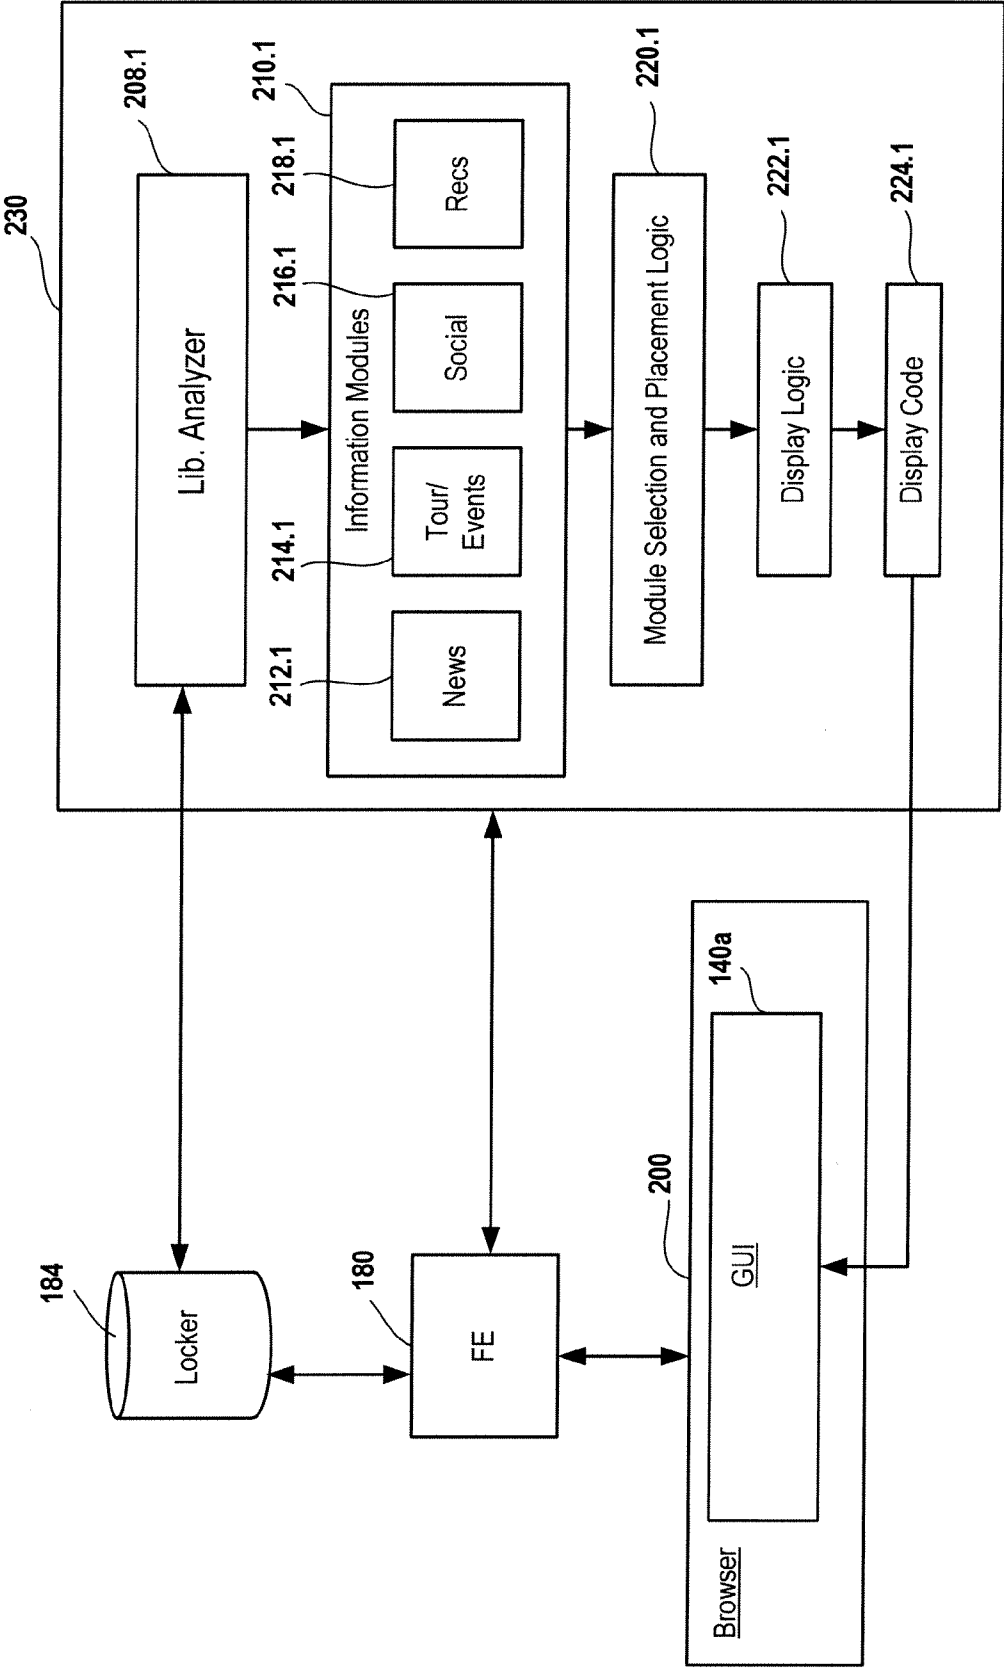 230
208.1
Lib. Analyzer
210.1
Information Modules
212.1
News
214.1
Tour/
Events
216.1
Social
218.1
Recs
220.1
Module Selection and Placement Logic
222.1
Display Logic
224.1
Display Code
184
Locker
180
FE
200
140a
GUI
Browser